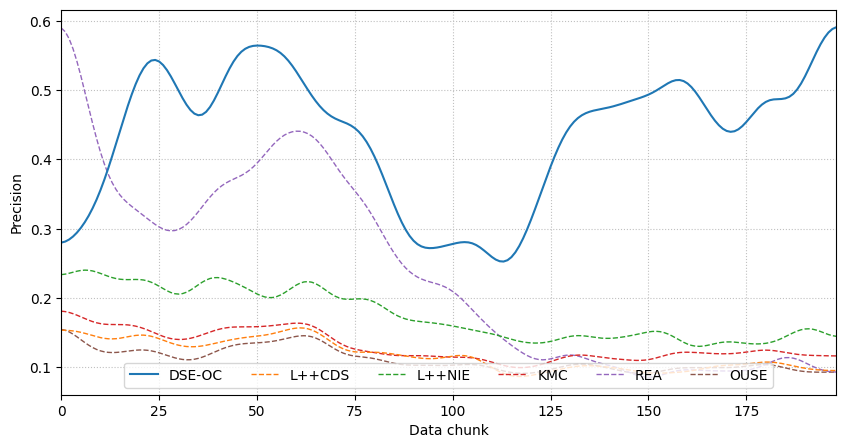 0.6
0.5
0.4
0.3
0.2
0.1
Precision
DSE-OC L++CDS L++NIE KMC REA OUSE
0 25 50 75 100 125 150 175
Data chunk